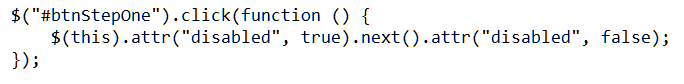 $("#btnStepOne").click(function () {
    $(this).attr("disabled", true).next().attr("disabled", false);
});